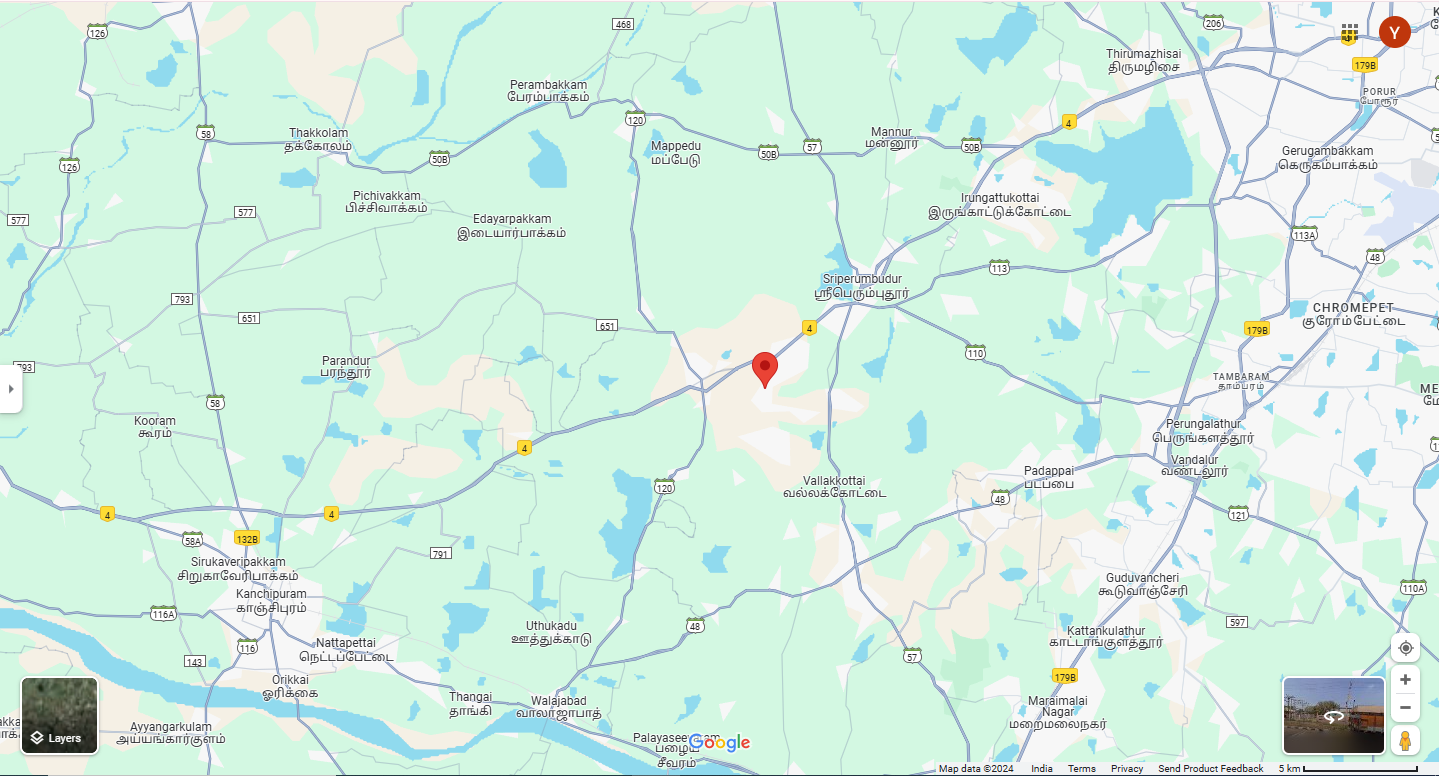 126
468
206
4
Y
179B
Thirumazhisai
திருமழிசை
Perambakkam
பேரம்பாக்கம்
PORUR
போரூர்
58
Thakkolam
தக்கோலம்
120
4
50B
Mappedu
மப்பேடு
50B
57
Mannur
மண்ணூர்
50B
Gerugambakkam
கெருகம்பாக்கம்
126
Pichivakkam
பிச்சிவாக்கம்
577
577
Edayarpakkam
இடையார்பாக்கம்
Irungattukottai
இருங்காட்டுக்கோட்டை
113A
48
113
Sriperumbudur
ஸ்ரீபெரும்புதூர்
793
651
651
4
CHROMEPET
குரோம்பேட்டை
179B
793
Parandur
பரந்தூர்
110
TAMBARAM
தாம்பரம்
58
Kooram
கூரம்
4
Perungalathur
பெருங்களத்தூர்
Vandalur
வண்டலூர்
Padappai
படப்பை
120
Vallakkottai
வல்லக்கோட்டை
48
4
4
121
58A
132B
791
Sirukaveripakkam
சிறுகாவேரிபாக்கம்
Kanchipuram
காஞ்சிபுரம்
Guduvancheri
கூடுவாஞ்சேரி
110A
116A
Uthukadu
ஊத்துக்காடு
48
597
Kattankulathur
காட்டாங்குளத்தூர்
116
Nattapettai
நெட்டப்பேட்டை
143
57
179B
Orikkai
ஓரிக்கை
Thangai
தாங்கி
Walajabad
வாலாஜாபாத்
Maraimalai
Nagar
மறைமலைநகர்
Ayyangarkulam
அய்யங்கார்குளம்
Layers
Google
பழைய
சீவரம்
Map data ©2024 India Terms Privacy Send Product Feedback 5 km